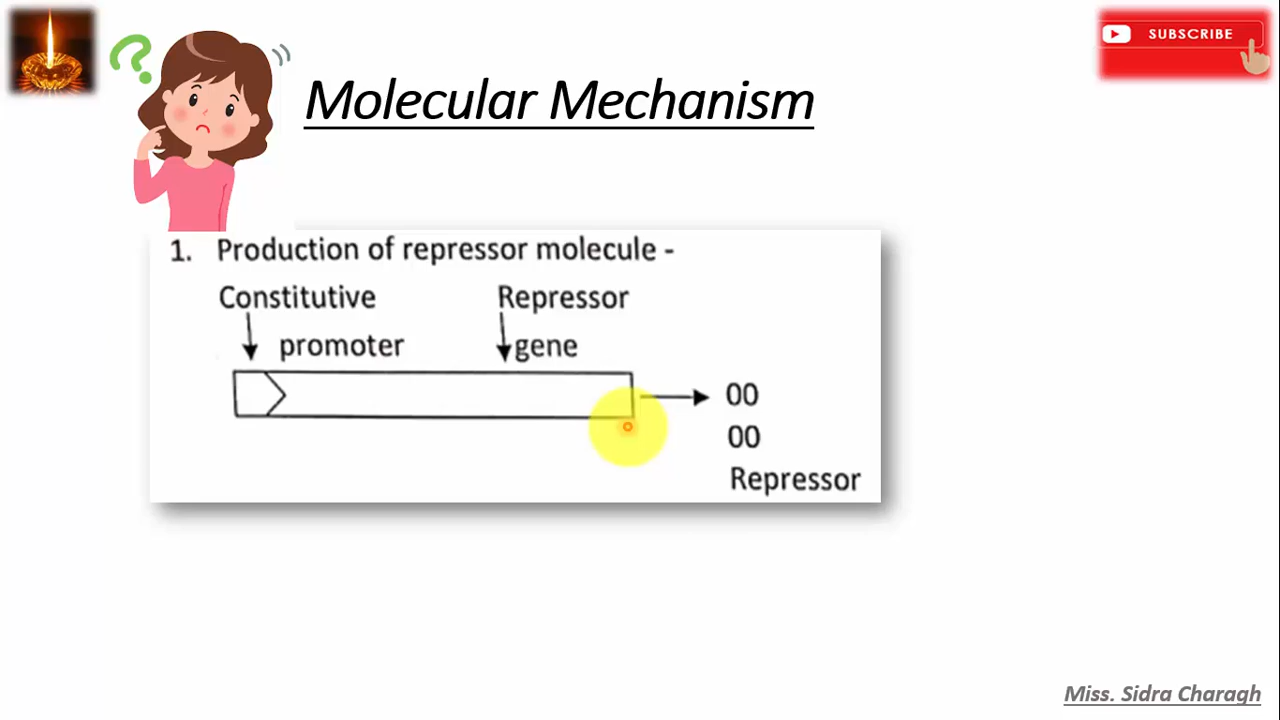 SUBSCRIBE
Molecular Mechanism
1. Production of repressor molecule -
Constitutive Repressor
promoter gene
00
00
Repressor
Miss. Sidra Charagh